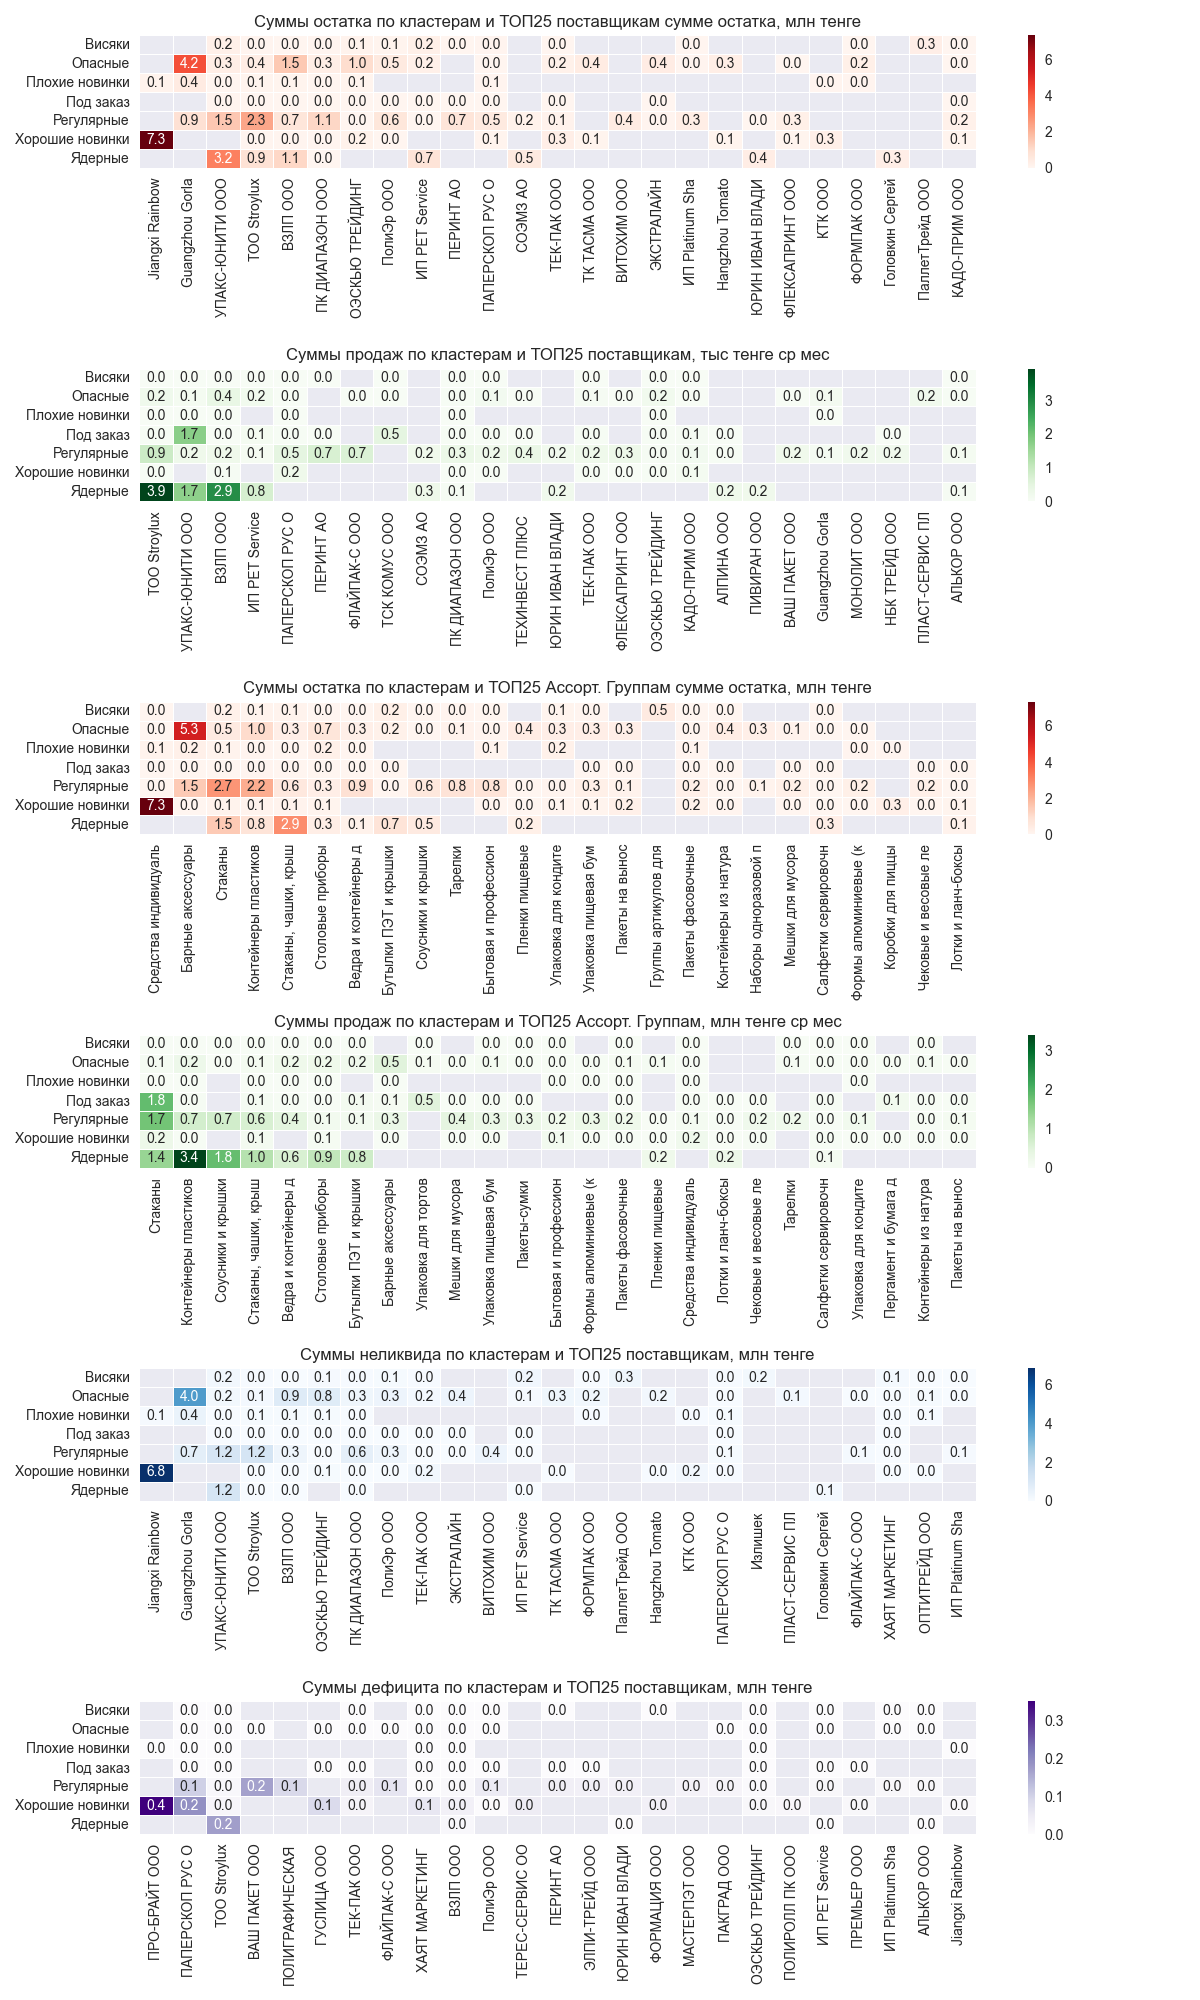 Суммы остатка по кластерам и ТОП25 поставщикам сумме остатка, млн тенге
Висяки 0.2 0.0 0.0 0.0 0.1 0.1 0.2 0.0 0.0 0.0 0.0 0.0 0.3 0.0
Опасные 4.2 0.3 0.4 1.5 0.3 1.0 0.5 0.2 0.0 0.2 0.4 0.4 0.0 0.3 0.0 0.2 0.0
Плохие новинки 0.1 0.4 0.0 0.1 0.1 0.0 0.1 0.1 0.0 0.0
Под заказ 0.0 0.0 0.0 0.0 0.0 0.0 0.0 0.0 0.0 0.0 0.0 0.0
Регулярные 0.9 1.5 2.3 0.7 1.1 0.0 0.6 0.0 0.7 0.5 0.2 0.1 0.4 0.0 0.3 0.0 0.3 0.2
Хорошие новинки 7.3 0.0 0.0 0.0 0.2 0.0 0.1 0.0 0.3 0.1 0.1 0.1 0.3 0.1
Ядерные 3.2 0.9 1.1 0.0 0.7 0.5 0.4 0.3
6
4
2
0
Jiangxi Rainbow
Guangzhou Gorla
УПАКС-ЮНИТИ ООО
ТОО Stroylux
ВЗЛП ООО
ПК ДИАПАЗОН ООО
ОЭСКЬЮ ТРЕЙДИНГ
ПолиЭр ООО
ИП PET Service
ПЕРИНТ АО
ПАПЕРСКОП РУС О
СОЭМЗ АО
ТЕК-ПАК ООО
ТК ТАСМА ООО
ВИТОХИМ ООО
ЭКСТРАЛАЙН
ИП Platinum Sha
Hangzhou Tomato
ЮРИН ИВАН ВЛАДИ
ФЛЕКСАПРИНТ ООО
КТК ООО
ФОРМПАК ООО
Головкин Сергей
ПаллетТрейд ООО
КАДО-ПРИМ ООО
Суммы продаж по кластерам и ТОП25 поставщикам, тыс тенге ср мес
Висяки 0.0 0.0 0.0 0.0 0.0 0.0 0.0 0.0 0.0 0.0 0.0 0.0 0.0
Опасные 0.2 0.1 0.4 0.2 0.0 0.0 0.0 0.0 0.1 0.0 0.1 0.0 0.2 0.0 0.0 0.1 0.2 0.0
Плохие новинки 0.0 0.0 0.0 0.0 0.0 0.0 0.0
Под заказ 0.0 1.7 0.0 0.1 0.0 0.0 0.5 0.0 0.0 0.0 0.0 0.0 0.1 0.0 0.0
Регулярные 0.9 0.2 0.2 0.1 0.5 0.7 0.7 0.2 0.3 0.2 0.4 0.2 0.2 0.3 0.0 0.1 0.0 0.2 0.1 0.2 0.2 0.1
Хорошие новинки 0.0 0.1 0.2 0.0 0.0 0.0 0.0 0.0 0.1
Ядерные 3.9 1.7 2.9 0.8 0.3 0.1 0.2 0.2 0.2 0.1
3
2
1
0
ТОО Stroylux
УПАКС-ЮНИТИ ООО
ВЗЛП ООО
ИП PET Service
ПАПЕРСКОП РУС О
ПЕРИНТ АО
ФЛАЙПАК-С ООО
ТСК КОМУС ООО
СОЭМЗ АО
ПК ДИАПАЗОН ООО
ПолиЭр ООО
ТЕХИНВЕСТ ПЛЮС
ЮРИН ИВАН ВЛАДИ
ТЕК-ПАК ООО
ФЛЕКСАПРИНТ ООО
ОЭСКЬЮ ТРЕЙДИНГ
КАДО-ПРИМ ООО
АЛПИНА ООО
ПИВИРАН ООО
ВАШ ПАКЕТ ООО
Guangzhou Gorla
МОНОЛИТ ООО
НБК ТРЕЙД ООО
ПЛАСТ-СЕРВИС ПЛ
АЛЬКОР ООО
Суммы остатка по кластерам и ТОП25 Ассорт. Группам сумме остатка, млн тенге
Висяки 0.0 0.2 0.1 0.1 0.0 0.0 0.2 0.0 0.0 0.0 0.1 0.0 0.5 0.0 0.0 0.0
Опасные 0.0 5.3 0.5 1.0 0.3 0.7 0.3 0.2 0.0 0.1 0.0 0.4 0.3 0.3 0.3 0.0 0.4 0.3 0.1 0.0 0.0
Плохие новинки 0.1 0.2 0.1 0.0 0.0 0.2 0.0 0.1 0.2 0.1 0.0 0.0
Под заказ 0.0 0.0 0.0 0.0 0.0 0.0 0.0 0.0 0.0 0.0 0.0 0.0 0.0 0.0 0.0 0.0
Регулярные 0.0 1.5 2.7 2.2 0.6 0.3 0.9 0.0 0.6 0.8 0.8 0.0 0.0 0.3 0.1 0.2 0.0 0.1 0.2 0.0 0.2 0.2 0.0
Хорошие новинки 7.3 0.0 0.1 0.1 0.1 0.1 0.0 0.0 0.1 0.1 0.2 0.2 0.0 0.0 0.0 0.0 0.3 0.0 0.1
Ядерные 1.5 0.8 2.9 0.3 0.1 0.7 0.5 0.2 0.3 0.1
6
4
2
0
Средства индивидуаль
Барные аксессуары
Стаканы
Контейнеры пластиков
Стаканы, чашки, крыш
Столовые приборы
Ведра и контейнеры д
Бутылки ПЭТ и крышки
Соусники и крышки
Тарелки
Бытовая и профессион
Пленки пищевые
Упаковка для кондите
Упаковка пищевая бум
Пакеты на вынос
Группы артикулов для
Пакеты фасовочные
Контейнеры из натура
Наборы одноразовой п
Мешки для мусора
Салфетки сервировочн
Формы алюминиевые (к
Коробки для пиццы
Чековые и весовые ле
Лотки и ланч-боксы
Суммы продаж по кластерам и ТОП25 Ассорт. Группам, млн тенге ср мес
Висяки 0.0 0.0 0.0 0.0 0.0 0.0 0.0 0.0 0.0 0.0 0.0 0.0 0.0 0.0 0.0 0.0 0.0 0.0
Опасные 0.1 0.2 0.0 0.1 0.2 0.2 0.2 0.5 0.1 0.0 0.1 0.0 0.0 0.0 0.1 0.1 0.0 0.1 0.0 0.0 0.0 0.1 0.0
Плохие новинки 0.0 0.0 0.0 0.0 0.0 0.0 0.0 0.0 0.0 0.0 0.0
Под заказ 1.8 0.0 0.1 0.0 0.0 0.1 0.1 0.5 0.0 0.0 0.0 0.0 0.0 0.0 0.0 0.0 0.1 0.0 0.0
Регулярные 1.7 0.7 0.7 0.6 0.4 0.1 0.1 0.3 0.4 0.3 0.3 0.2 0.3 0.2 0.0 0.1 0.0 0.2 0.2 0.0 0.1 0.0 0.1
Хорошие новинки 0.2 0.0 0.1 0.1 0.0 0.0 0.0 0.1 0.0 0.0 0.0 0.2 0.0 0.0 0.0 0.0 0.0 0.0 0.0
Ядерные 1.4 3.4 1.8 1.0 0.6 0.9 0.8 0.2 0.2 0.1
3
2
1
0
Стаканы
Контейнеры пластиков
Соусники и крышки
Стаканы, чашки, крыш
Ведра и контейнеры д
Столовые приборы
Бутылки ПЭТ и крышки
Барные аксессуары
Упаковка для тортов
Мешки для мусора
Упаковка пищевая бум
Пакеты-сумки
Бытовая и профессион
Формы алюминиевые (к
Пакеты фасовочные
Пленки пищевые
Средства индивидуаль
Лотки и ланч-боксы
Чековые и весовые ле
Тарелки
Салфетки сервировочн
Упаковка для кондите
Пергамент и бумага д
Контейнеры из натура
Пакеты на вынос
Суммы неликвида по кластерам и ТОП25 поставщикам, млн тенге
Висяки 0.2 0.0 0.0 0.1 0.0 0.1 0.0 0.2 0.0 0.3 0.0 0.2 0.1 0.0 0.0
Опасные 4.0 0.2 0.1 0.9 0.8 0.3 0.3 0.2 0.4 0.1 0.3 0.2 0.2 0.0 0.1 0.0 0.0 0.1 0.0
Плохие новинки 0.1 0.4 0.0 0.1 0.1 0.1 0.0 0.0 0.0 0.1 0.0 0.1
Под заказ 0.0 0.0 0.0 0.0 0.0 0.0 0.0 0.0 0.0 0.0 0.0
Регулярные 0.7 1.2 1.2 0.3 0.0 0.6 0.3 0.0 0.0 0.4 0.0 0.1 0.1 0.0 0.1
Хорошие новинки 6.8 0.0 0.0 0.1 0.0 0.0 0.2 0.0 0.0 0.2 0.0 0.0 0.0
Ядерные 1.2 0.0 0.0 0.0 0.0 0.1
6
4
2
0
Jiangxi Rainbow
Guangzhou Gorla
УПАКС-ЮНИТИ ООО
ТОО Stroylux
ВЗЛП ООО
ОЭСКЬЮ ТРЕЙДИНГ
ПК ДИАПАЗОН ООО
ПолиЭр ООО
ТЕК-ПАК ООО
ЭКСТРАЛАЙН
ВИТОХИМ ООО
ИП PET Service
ТК ТАСМА ООО
ФОРМПАК ООО
ПаллетТрейд ООО
Hangzhou Tomato
КТК ООО
ПАПЕРСКОП РУС О
Излишек
ПЛАСТ-СЕРВИС ПЛ
Головкин Сергей
ФЛАЙПАК-С ООО
ХАЯТ МАРКЕТИНГ
ОПТИТРЕЙД ООО
ИП Platinum Sha
Суммы дефицита по кластерам и ТОП25 поставщикам, млн тенге
Висяки 0.0 0.0 0.0 0.0 0.0 0.0 0.0 0.0 0.0 0.0 0.0 0.0
Опасные 0.0 0.0 0.0 0.0 0.0 0.0 0.0 0.0 0.0 0.0 0.0 0.0 0.0 0.0
Плохие новинки 0.0 0.0 0.0 0.0 0.0 0.0 0.0
Под заказ 0.0 0.0 0.0 0.0 0.0 0.0 0.0 0.0 0.0 0.0 0.0 0.0 0.0
Регулярные 0.1 0.0 0.2 0.1 0.0 0.1 0.0 0.0 0.1 0.0 0.0 0.0 0.0 0.0 0.0 0.0 0.0 0.0
Хорошие новинки 0.4 0.2 0.0 0.1 0.0 0.1 0.0 0.0 0.0 0.0 0.0 0.0 0.0 0.0
Ядерные 0.2 0.0 0.0 0.0 0.0
0.3
0.2
0.1
0.0
ПРО-БРАЙТ ООО
ПАПЕРСКОП РУС О
ТОО Stroylux
ВАШ ПАКЕТ ООО
ПОЛИГРАФИЧЕСКАЯ
ГУСЛИЦА ООО
ТЕК-ПАК ООО
ФЛАЙПАК-С ООО
ХАЯТ МАРКЕТИНГ
ВЗЛП ООО
ПолиЭр ООО
ТЕРЕС-СЕРВИС ОО
ПЕРИНТ АО
ЭЛПИ-ТРЕЙД ООО
ЮРИН ИВАН ВЛАДИ
ФОРМАЦИЯ ООО
МАСТЕРПЭТ ООО
ПАКГРАД ООО
ОЭСКЬЮ ТРЕЙДИНГ
ПОЛИРОЛЛ ПК ООО
ИП PET Service
ПРЕМЬЕР ООО
ИП Platinum Sha
АЛЬКОР ООО
Jiangxi Rainbow